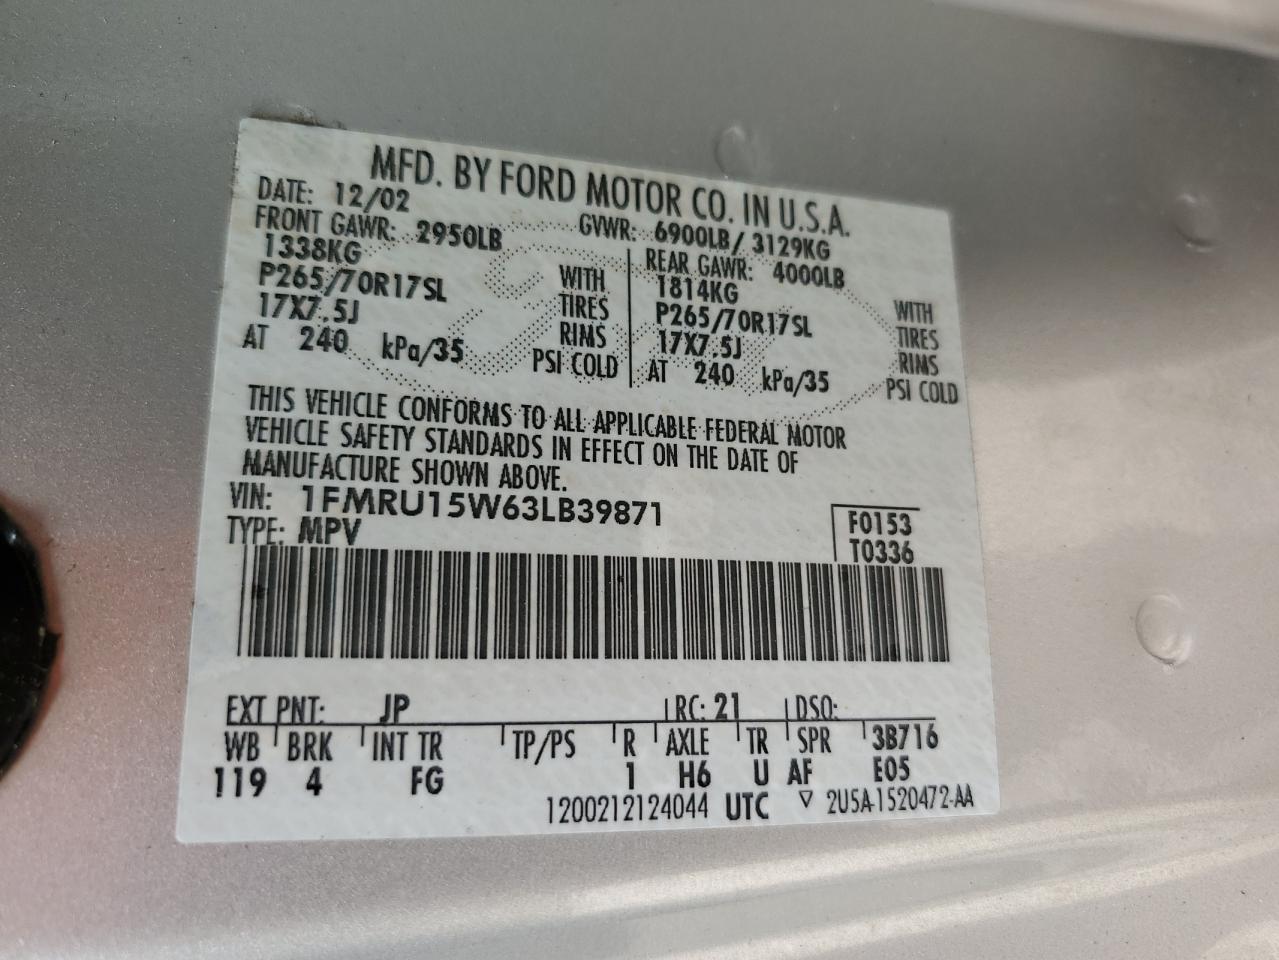 MFD. BY FORD MOTOR CO. IN U.S.A.
DATE: 12/02 GVWR: 6900LB/ 3129KG
FRONT GAWR: 2950LB REAR GAWR: 4000LB
1338KG WITH 1814KG WITH
P265/70R17SL TIRES P265/70R17SL TIRES
17X7.5J RIMS 17X7.5J RIMS
AT 240 kPa/35 PSI COLD AT 240 kPa/35 PSI COLD
THIS VEHICLE CONFORMS TO ALL APPLICABLE FEDERAL MOTOR
VEHICLE SAFETY STANDARDS IN EFFECT ON THE DATE OF
MANUFACTURE SHOWN ABOVE.
VIN: 1FMRU15W63LB39871 F0153
TYPE: MPV T0336
EXT PNT: JP RC: 21 DSO:
WB BRK INT TR TP/PS R AXLE TR SPR 3B716
119 4 FG 1 H6 U AF E05
1200212124044 UTC ▽ 2U5A-1520472-AA